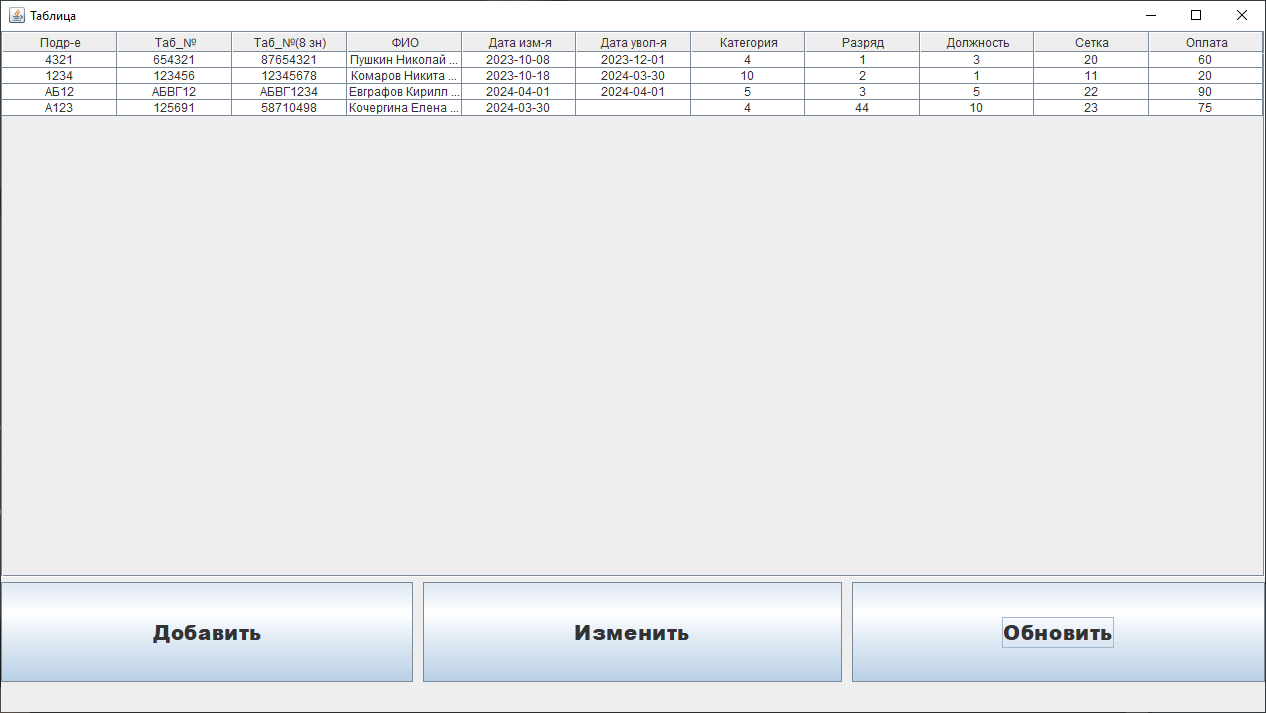 Таблица
Подр-е Таб_№ Таб_№(8 зн) ФИО Дата изм-я Дата увол-я Категория Разряд Должность Сетка Оплата
4321 654321 87654321 Пушкин Николай ... 2023-10-08 2023-12-01 4 1 3 20 60
1234 123456 12345678 Комаров Никита ... 2023-10-18 2024-03-30 10 2 1 11 20
АБ12 АБВГ12 АБВГ1234 Евграфов Кирилл ... 2024-04-01 2024-04-01 5 3 5 22 90
А123 125691 58710498 Кочергина Елена ... 2024-03-30 4 44 10 23 75
Добавить Изменить Обновить